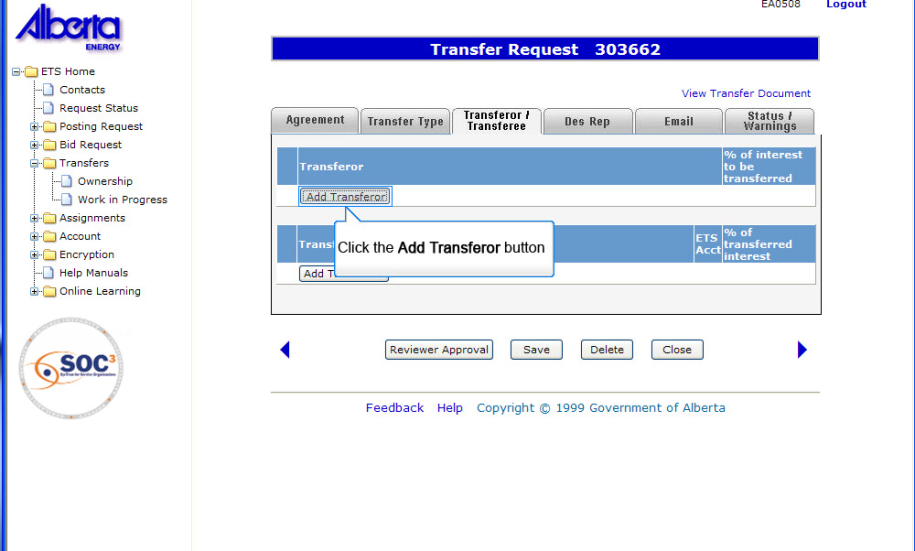 EA0508 Logout
Alberta
ENERGY
Transfer Request 303662
ETS Home
Contacts
Request Status
Posting Request
Bid Request
Transfers
Ownership
Work in Progress
Assignments
Account
Encryption
Help Manuals
Online Learning
SOC3
View Transfer Document
Agreement
Transfer Type
Transferor /
Transferee
Des Rep
Email
Status /
Warnings
Transferor
% of interest
to be
transferred
Add Transferor
Click the Add Transferor button
ETS
Acct
% of
transferred
interest
Add
Reviewer Approval Save Delete Close
Feedback Help Copyright © 1999 Government of Alberta